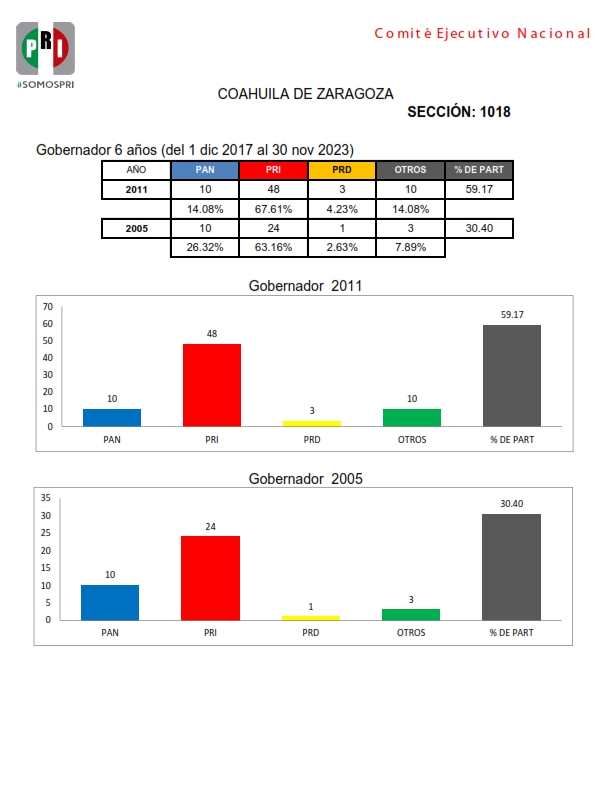 PRI
#SOMOSPRI
Comité Ejecutivo Nacional
COAHUILA DE ZARAGOZA
SECCIÓN: 1018
Gobernador 6 años (del 1 dic 2017 al 30 nov 2023)
AÑO PAN PRI PRD OTROS % DE PART
2011 10 48 3 10 59.17
14.08% 67.61% 4.23% 14.08%
2005 10 24 1 3 30.40
26.32% 63.16% 2.63% 7.89%
Gobernador 2011
70
60
50
40
30
20
10
0
10
48
3
10
59.17
PAN PRI PRD OTROS % DE PART
Gobernador 2005
35
30
25
20
15
10
5
0
10
24
1
3
30.40
PAN PRI PRD OTROS % DE PART